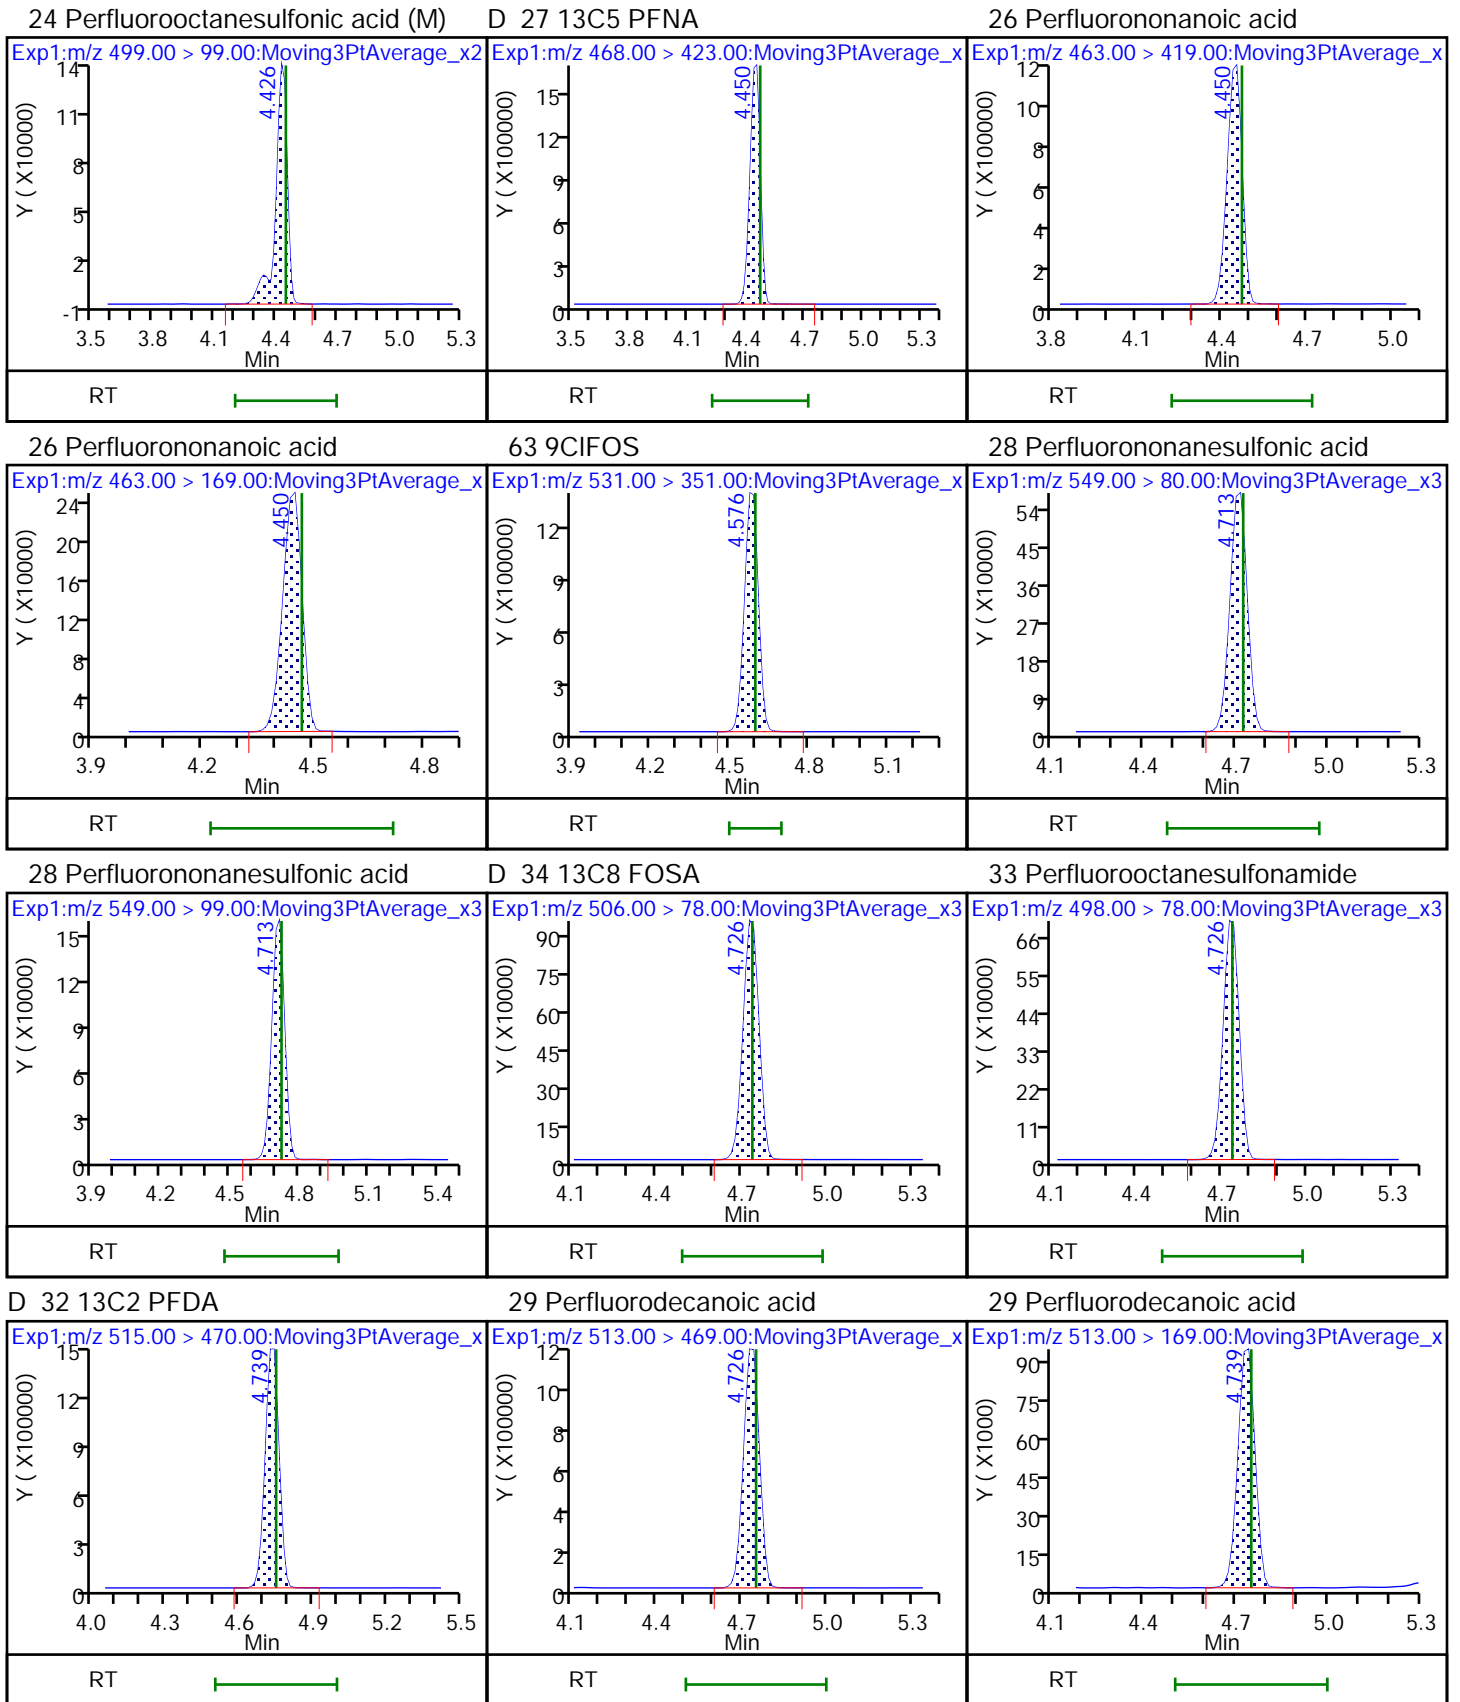 24 Perfluorooctanesulfonic acid (M)
Exp1:m/z 499.00 > 99.00:Moving3PtAverage_x2
Y ( X10000)
14
11
8
5
2
-1
4.426
3.5 3.8 4.1 4.4 4.7 5.0 5.3
Min
RT
D 27 13C5 PFNA
Exp1:m/z 468.00 > 423.00:Moving3PtAverage_x
Y ( X100000)
15
12
9
6
3
0
4.450
3.5 3.8 4.1 4.4 4.7 5.0 5.3
Min
RT
26 Perfluorononanoic acid
Exp1:m/z 463.00 > 419.00:Moving3PtAverage_x
Y ( X100000)
12
10
8
6
4
2
0
4.450
3.8 4.1 4.4 4.7 5.0
Min
RT
26 Perfluorononanoic acid
Exp1:m/z 463.00 > 169.00:Moving3PtAverage_x
Y ( X10000)
24
20
16
12
8
4
0
4.450
3.9 4.2 4.5 4.8
Min
RT
63 9ClFOS
Exp1:m/z 531.00 > 351.00:Moving3PtAverage_x
Y ( X100000)
12
9
6
3
4.576
3.9 4.2 4.5 4.8 5.1
Min
RT
28 Perfluorononanesulfonic acid
Exp1:m/z 549.00 > 80.00:Moving3PtAverage_x3
Y ( X10000)
54
45
36
27
18
9
0
4.713
4.1 4.4 4.7 5.0 5.3
Min
RT
28 Perfluorononanesulfonic acid
Exp1:m/z 549.00 > 99.00:Moving3PtAverage_x3
Y ( X10000)
15
12
9
6
3
0
4.713
3.9 4.2 4.5 4.8 5.1 5.4
Min
RT
D 34 13C8 FOSA
Exp1:m/z 506.00 > 78.00:Moving3PtAverage_x3
Y ( X10000)
90
75
60
45
30
15
0
4.726
4.1 4.4 4.7 5.0 5.3
Min
RT
33 Perfluorooctanesulfonamide
Exp1:m/z 498.00 > 78.00:Moving3PtAverage_x3
Y ( X10000)
66
55
44
33
22
11
0
4.726
4.1 4.4 4.7 5.0 5.3
Min
RT
D 32 13C2 PFDA
Exp1:m/z 515.00 > 470.00:Moving3PtAverage_x
Y ( X100000)
15
12
9
6
3
0
4.739
4.0 4.3 4.6 4.9 5.2 5.5
Min
RT
29 Perfluorodecanoic acid
Exp1:m/z 513.00 > 469.00:Moving3PtAverage_x
Y ( X100000)
12
10
8
6
4
2
0
4.726
4.1 4.4 4.7 5.0 5.3
Min
RT
29 Perfluorodecanoic acid
Exp1:m/z 513.00 > 169.00:Moving3PtAverage_x
Y ( X1000)
90
75
60
45
30
15
0
4.739
4.1 4.4 4.7 5.0 5.3
Min
RT